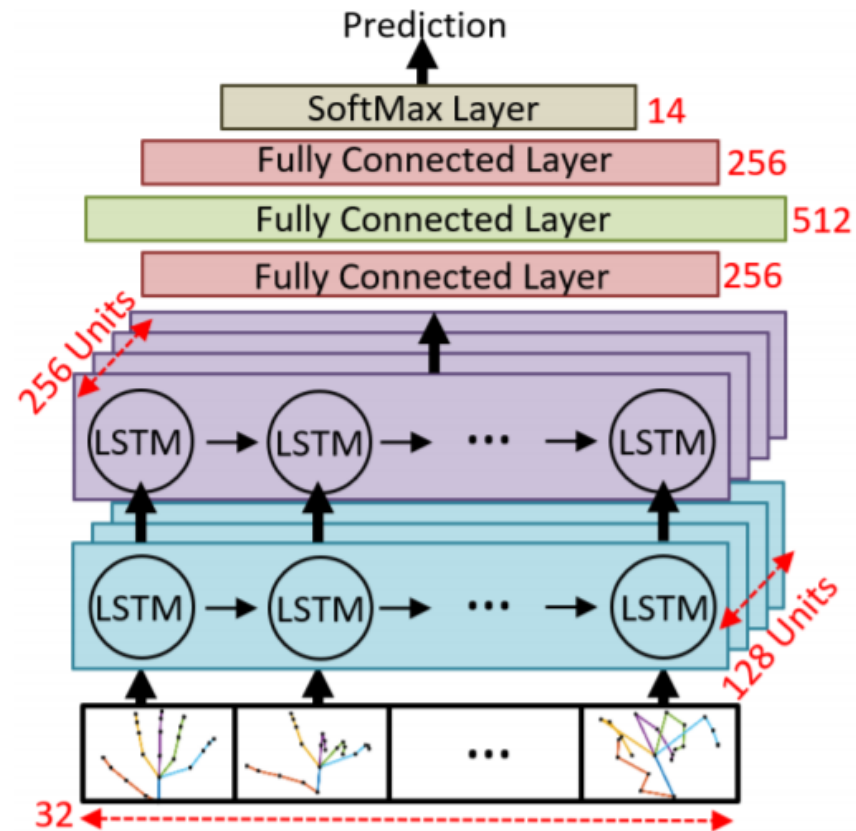 Prediction
SoftMax Layer 14
Fully Connected Layer 256
Fully Connected Layer 512
Fully Connected Layer 256
256 Units
LSTM LSTM ... LSTM
LSTM LSTM ... LSTM
128 Units
...
32